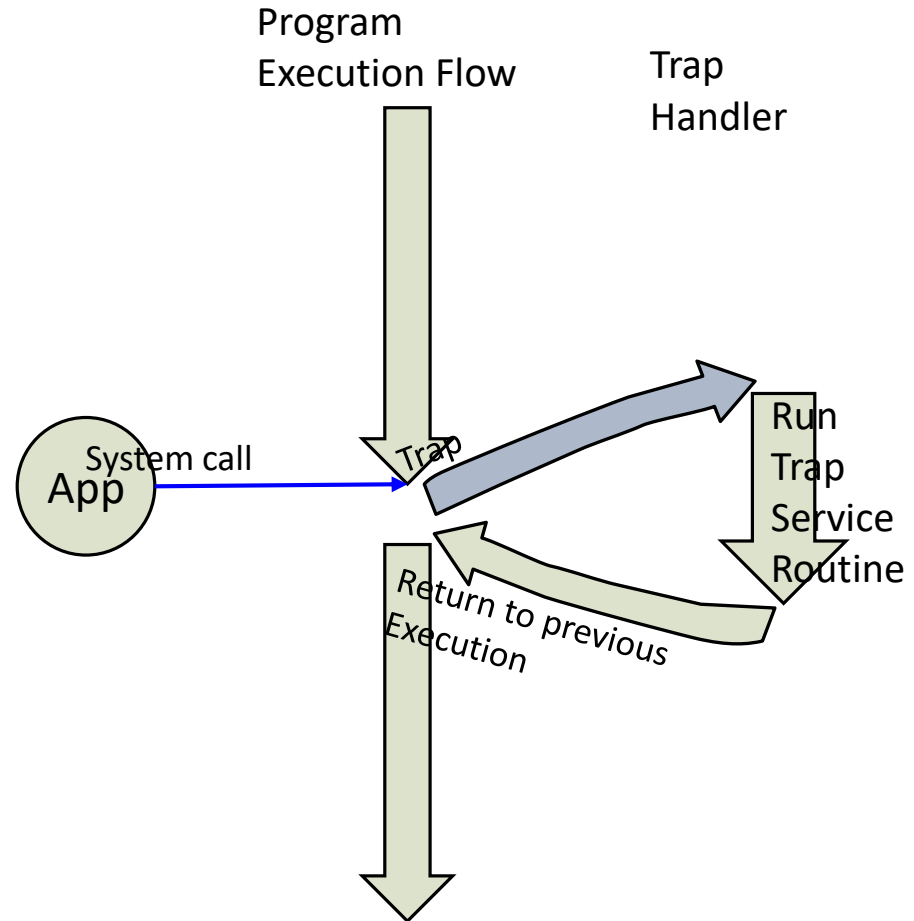 Program
Execution Flow
Trap
Handler
System call
App
Trap
Run
Trap
Service
Routine
Return to previous
Execution